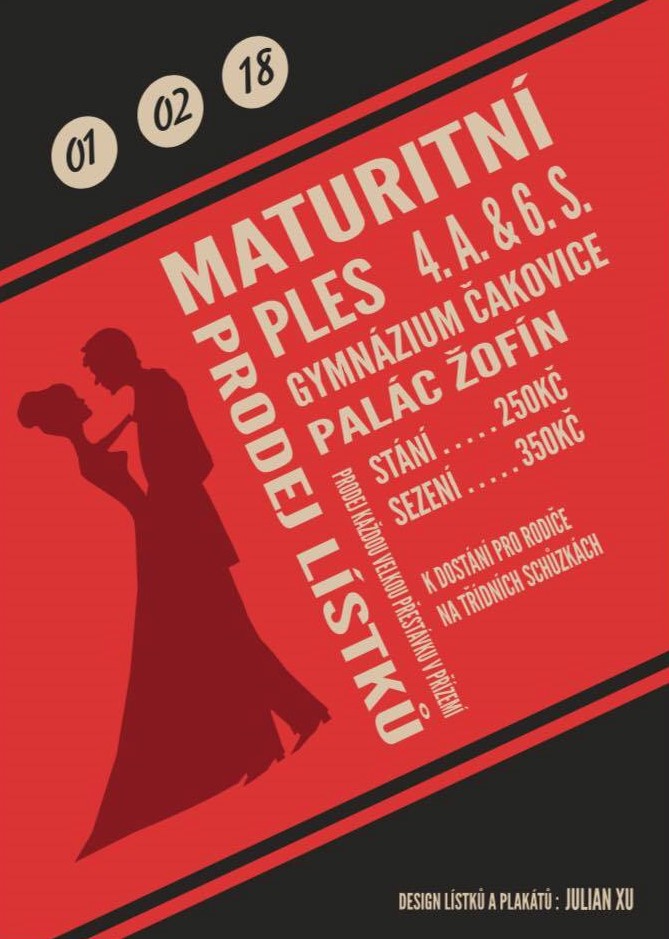 01 02 18
MATURITNÍ
PLES 4. A. & 6. S.
GYMNÁZIUM ČAKOVICE
PALÁC ŽOFÍN
STÁNÍ.....250KČ
SEZENÍ.....350KČ
K DOSTÁNÍ PRO RODIČE
NA TŘÍDNÍCH SCHŮZKÁCH
PRODEJ LÍSTKŮ
PRODEJ KAŽDOU VELKOU PŘESTÁVKU V PŘÍZEMÍ
DESIGN LÍSTKŮ A PLAKÁTŮ : JULIAN XU